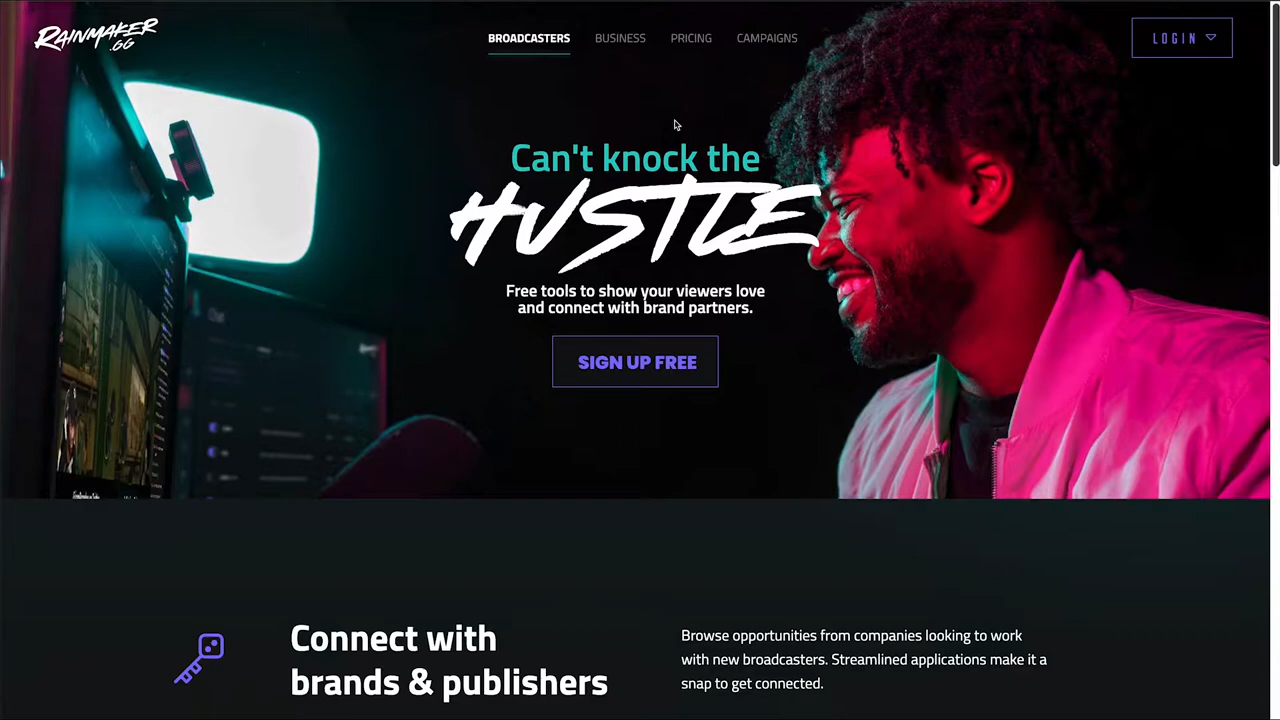 RAINMAKER
.GG
BROADCASTERS
BUSINESS
PRICING
CAMPAIGNS
LOGIN
Can't knock the
HUSTLE
Free tools to show your viewers love
and connect with brand partners.
SIGN UP FREE
Connect with
brands & publishers
Browse opportunities from companies looking to work
with new broadcasters. Streamlined applications make it a
snap to get connected.